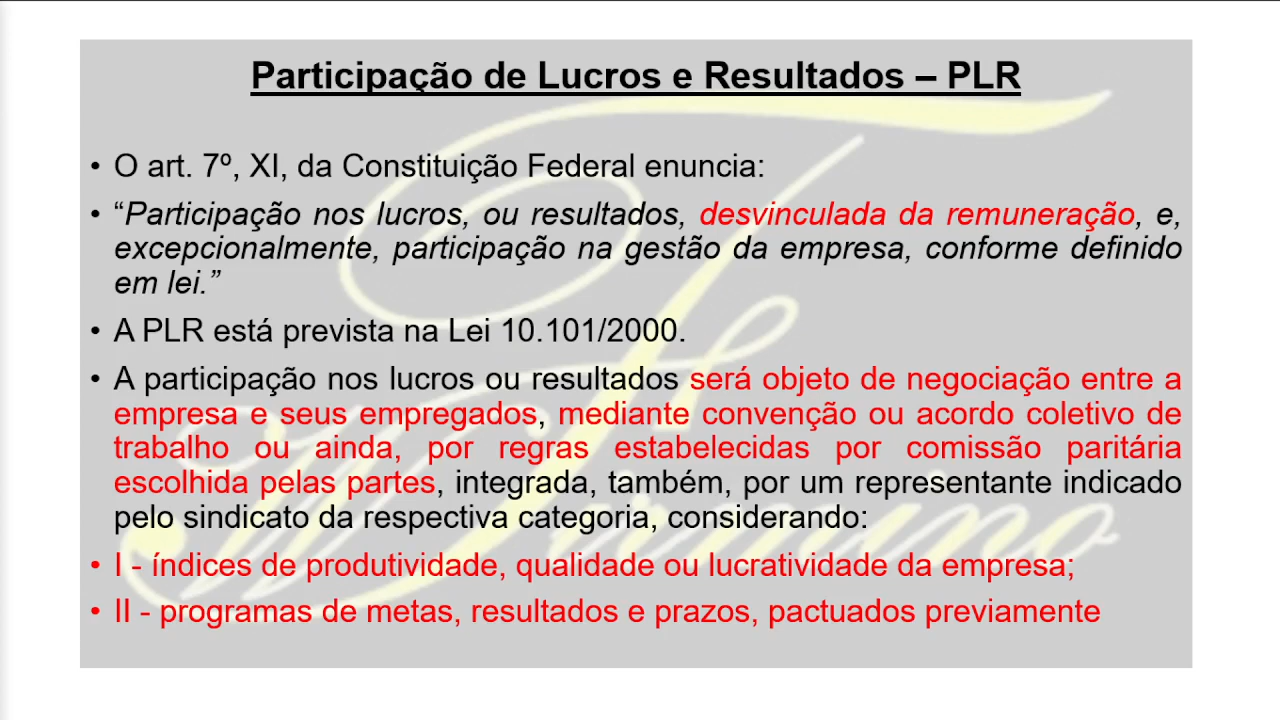 Participação de Lucros e Resultados – PLR
• O art. 7º, XI, da Constituição Federal enuncia:
• “Participação nos lucros, ou resultados, desvinculada da remuneração, e,
excepcionalmente, participação na gestão da empresa, conforme definido
em lei.”
• A PLR está prevista na Lei 10.101/2000.
• A participação nos lucros ou resultados será objeto de negociação entre a
empresa e seus empregados, mediante convenção ou acordo coletivo de
trabalho ou ainda, por regras estabelecidas por comissão paritária
escolhida pelas partes, integrada, também, por um representante indicado
pelo sindicato da respectiva categoria, considerando:
• I - índices de produtividade, qualidade ou lucratividade da empresa;
• II - programas de metas, resultados e prazos, pactuados previamente